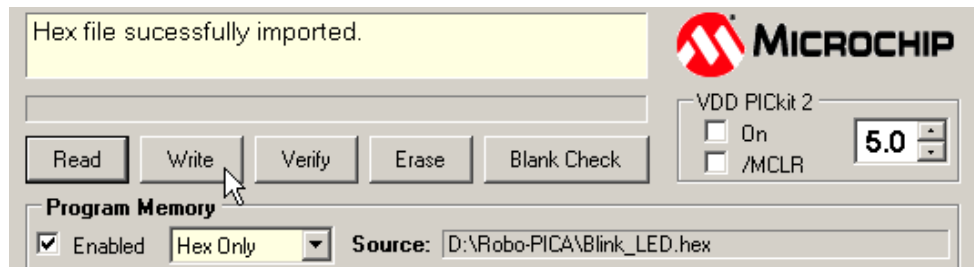 Hex file sucessfully imported.
MICROCHIP
VDD PICkit 2
On
5.0
/MCLR
Read Write Verify Erase Blank Check
Program Memory
Enabled Hex Only Source: D:\Robo-PICA\Blink_LED.hex